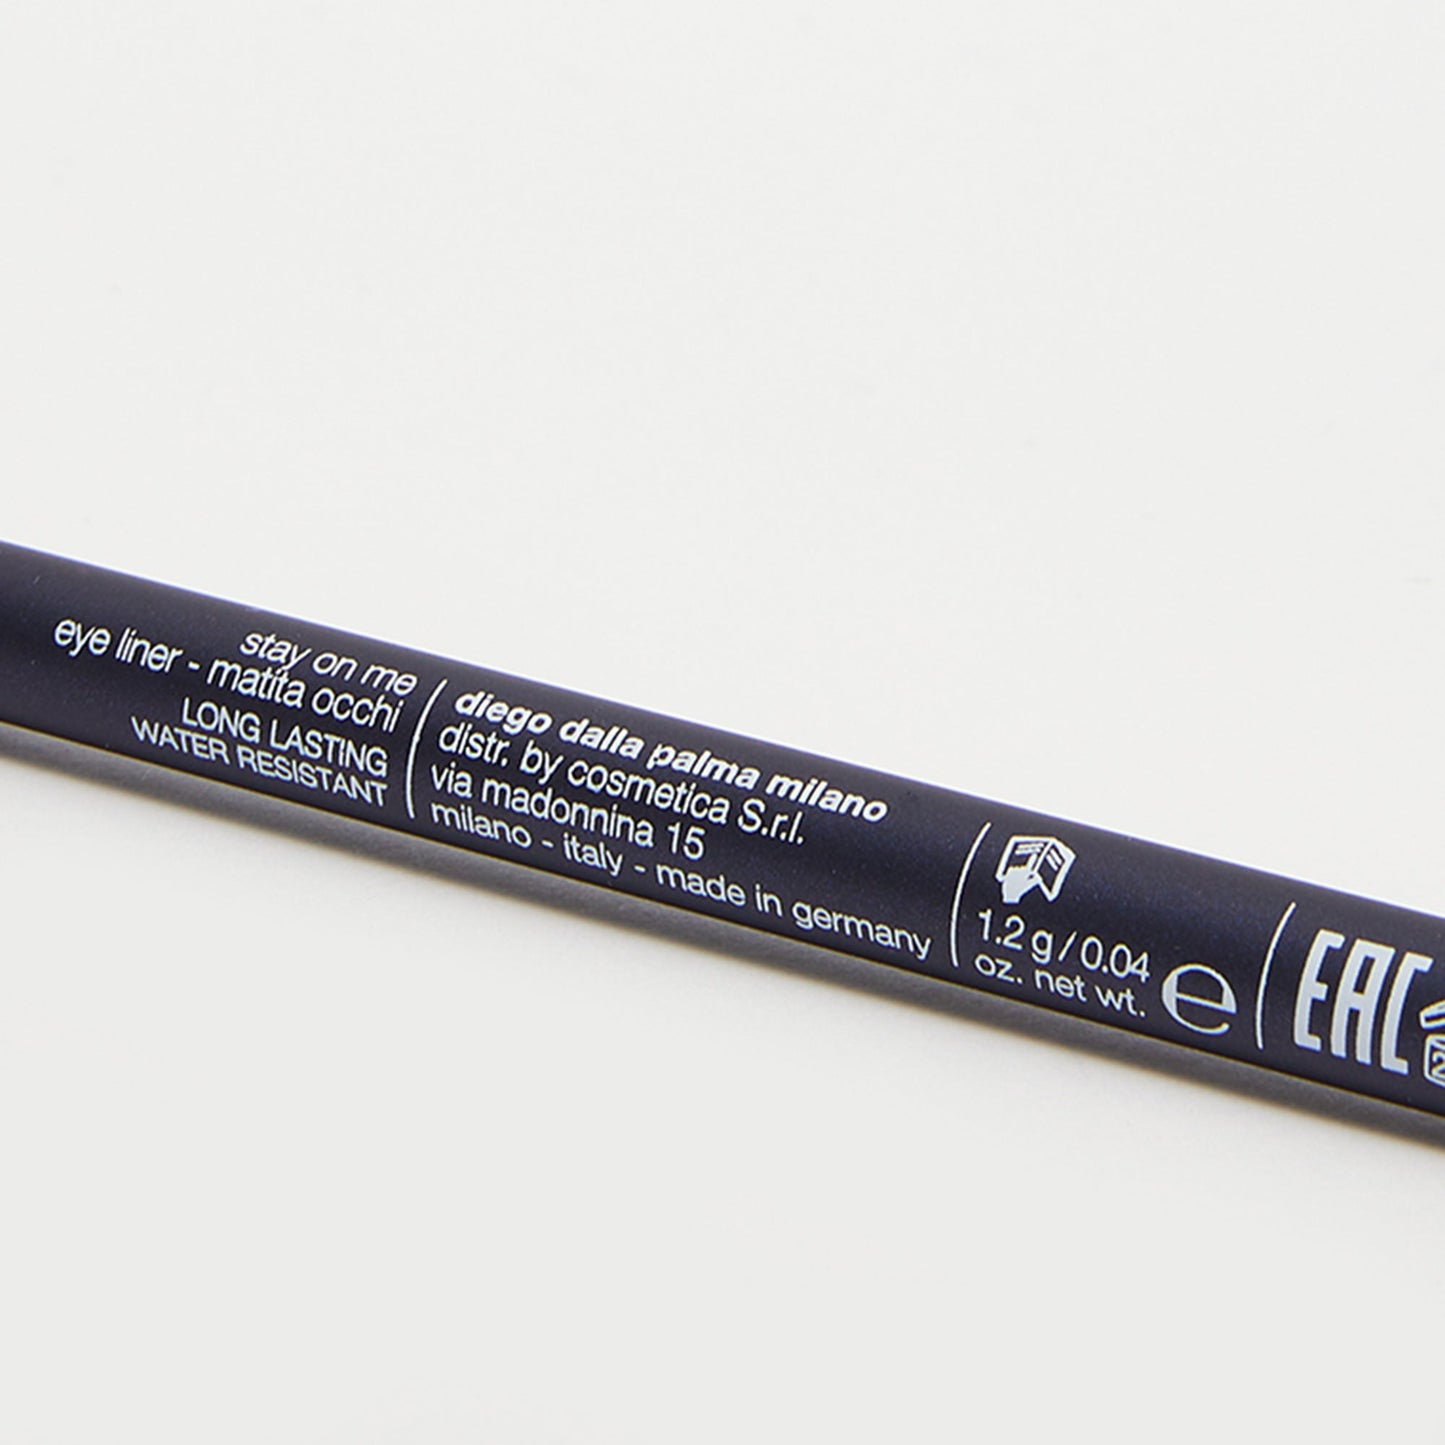 stay on me
eye liner - matita occhi
LONG LASTING
WATER RESISTANT
diego dalla palma milano
distr. by cosmetica S.r.l.
via madonnina 15
milano - italy - made in germany
1.2 g / 0.04
oz. net wt.
e
EAC